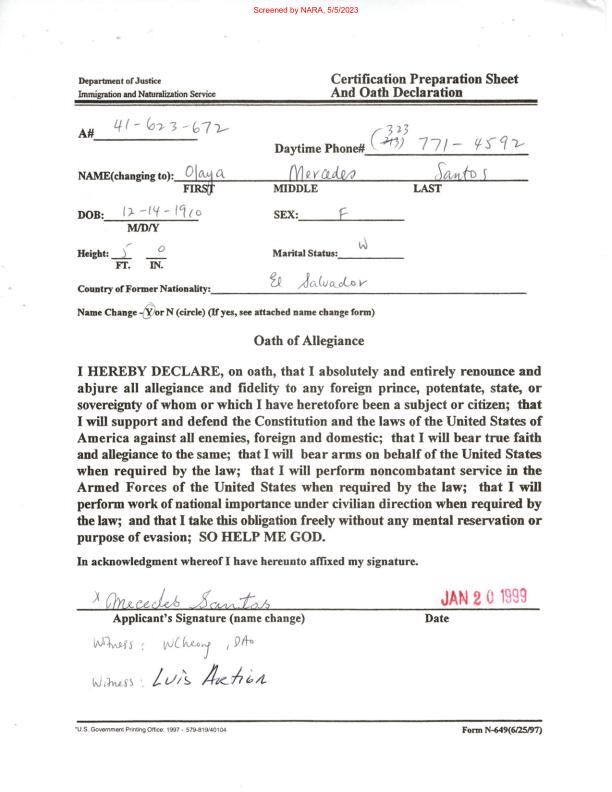 Screened by NARA, 5/5/2023
Department of Justice
Immigration and Naturalization Service
Certification Preparation Sheet
And Oath Declaration
A# 41-623-672
Daytime Phone# (323 (213) 771-4592
NAME(changing to): Olaya Mercedes Santos
FIRST MIDDLE LAST
DOB: 12-14-1910 SEX: F
M/D/Y
Height: 5 0 Marital Status: W
FT. IN.
Country of Former Nationality: El Salvador
Name Change - Y or N (circle) (If yes, see attached name change form)
Oath of Allegiance
I HEREBY DECLARE, on oath, that I absolutely and entirely renounce and
abjure all allegiance and fidelity to any foreign prince, potentate, state, or
sovereignty of whom or which I have heretofore been a subject or citizen; that
I will support and defend the Constitution and the laws of the United States of
America against all enemies, foreign and domestic; that I will bear true faith
and allegiance to the same; that I will bear arms on behalf of the United States
when required by the law; that I will perform noncombatant service in the
Armed Forces of the United States when required by the law; that I will
perform work of national importance under civilian direction when required by
the law; and that I take this obligation freely without any mental reservation or
purpose of evasion; SO HELP ME GOD.
In acknowledgment whereof I have hereunto affixed my signature.
x Mecedes Santos JAN 20 1999
Applicant's Signature (name change) Date
Witness: WCheong, DAO
Witness: Luis
*U.S. Government Printing Office: 1997 - 579-819/40104 Form N-649(6/25/97)